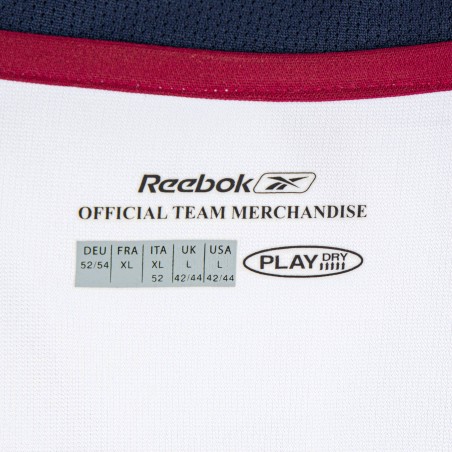 Reebok
OFFICIAL TEAM MERCHANDISE
DEU FRA ITA UK USA
52/54 XL XL L L
52 42/44 42/44
PLAY DRY